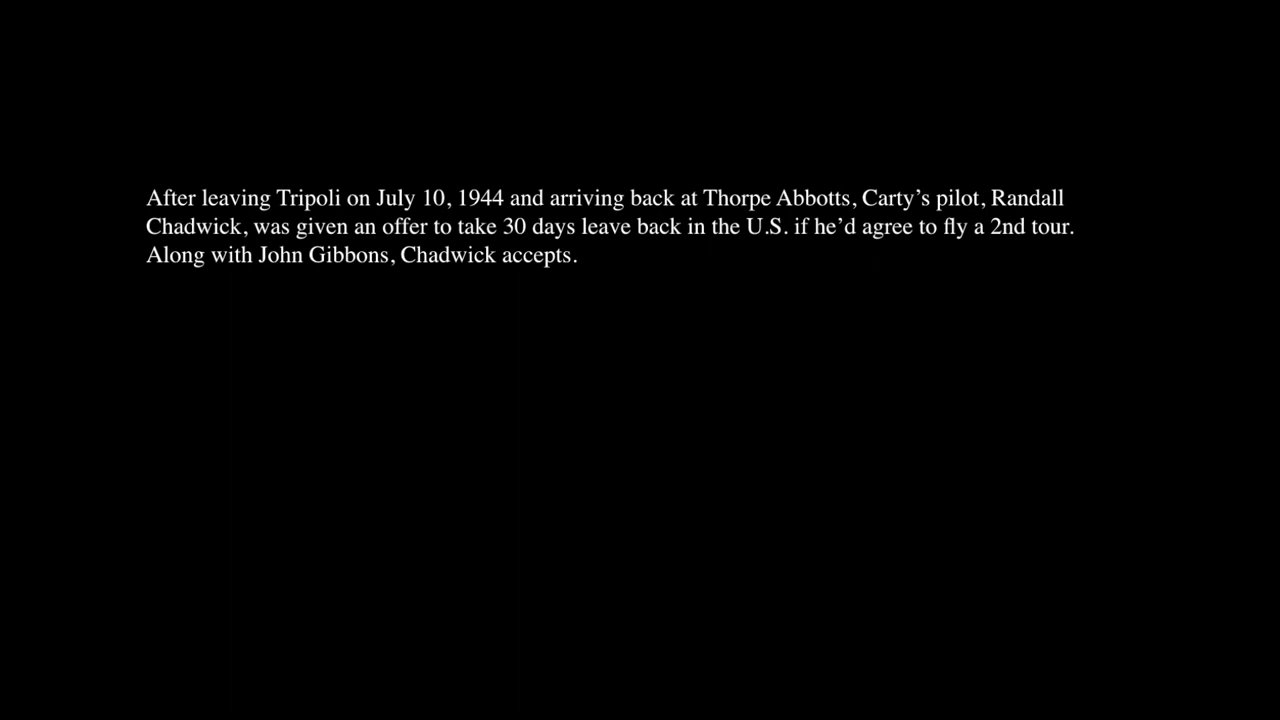 After leaving Tripoli on July 10, 1944 and arriving back at Thorpe Abbotts, Carty’s pilot, Randall
Chadwick, was given an offer to take 30 days leave back in the U.S. if he’d agree to fly a 2nd tour.
Along with John Gibbons, Chadwick accepts.